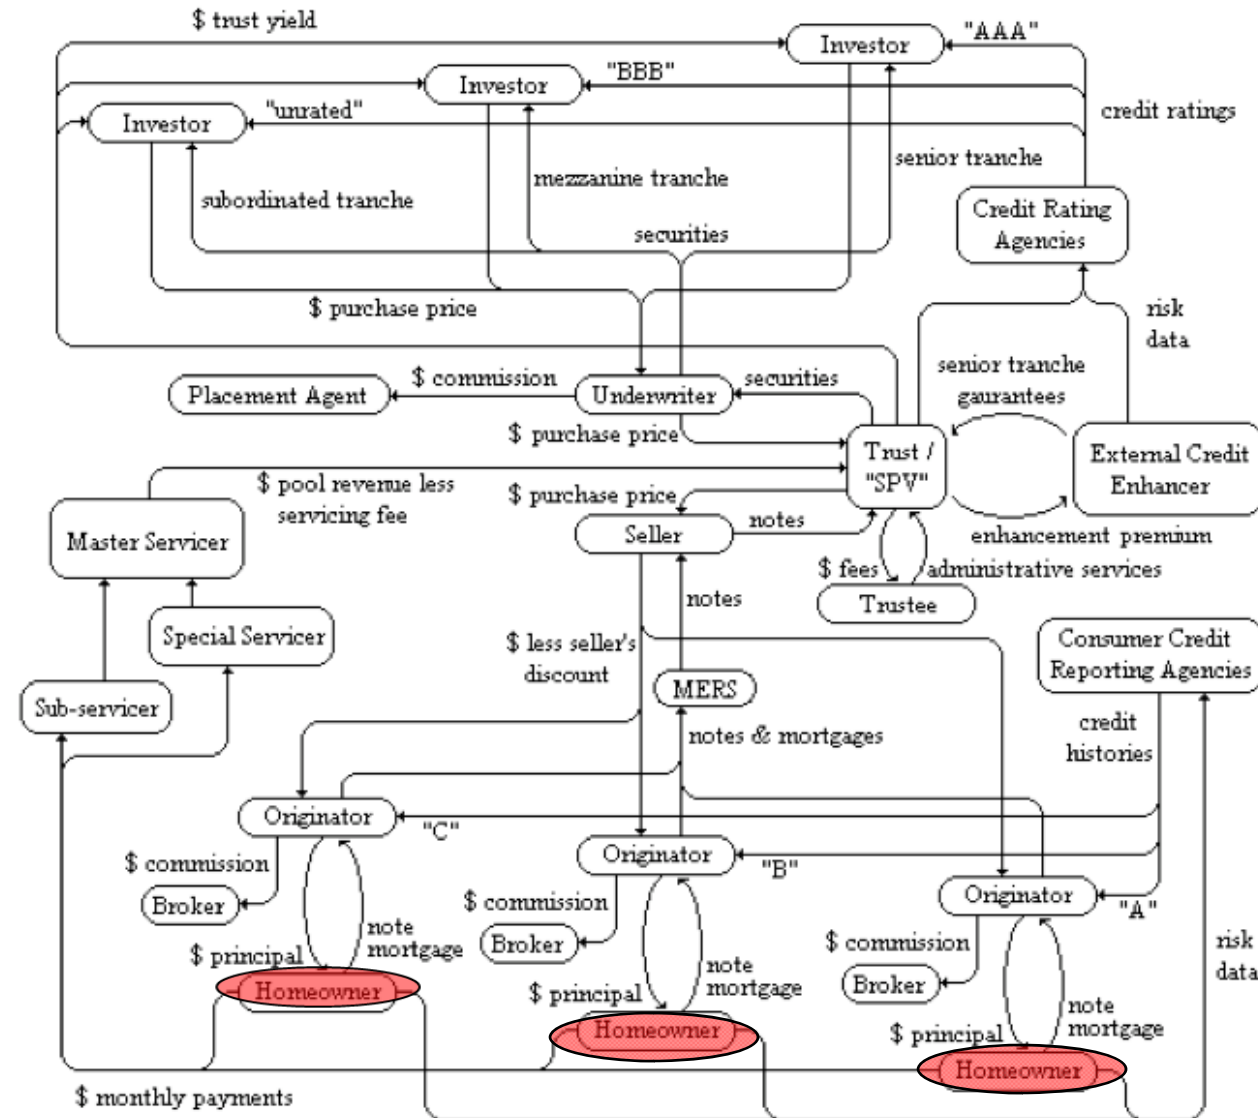 $ trust yield
Investor
"AAA"
Investor
"BBB"
Investor
"unrated"
credit ratings
senior tranche
mezzanine tranche
subordinated tranche
Credit Rating
Agencies
securities
$ purchase price
risk
data
senior tranche
gaurantees
Placement Agent
$ commission
Underwriter
securities
$ purchase price
Trust /
"SPV"
External Credit
Enhancer
$ pool revenue less
servicing fee
$ purchase price
Master Servicer
Seller
notes
enhancement premium
$ fees
administrative services
Trustee
notes
Special Servicer
$ less seller's
discount
Consumer Credit
Reporting Agencies
MERS
Sub-servicer
notes & mortgages
credit
histories
Originator
"C"
Originator
"B"
Originator
"A"
$ commission
Broker
note
mortgage
$ principal
Homeowner
$ commission
Broker
note
mortgage
$ principal
Homeowner
$ commission
Broker
note
mortgage
$ principal
Homeowner
risk
data
$ monthly payments